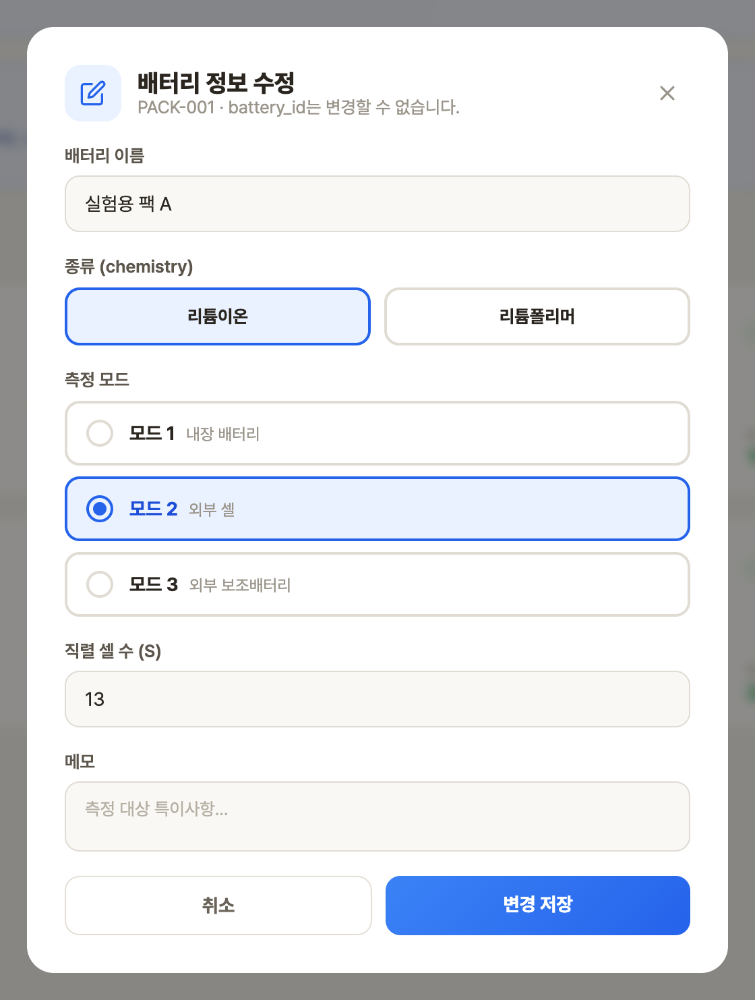 배터리 정보 수정
PACK-001 · battery_id는 변경할 수 없습니다.
배터리 이름
실험용 팩 A
종류 (chemistry)
리튬이온
리튬폴리머
측정 모드
모드 1 내장 배터리
모드 2 외부 셀
모드 3 외부 보조배터리
직렬 셀 수 (S)
13
메모
측정 대상 특이사항...
취소
변경 저장